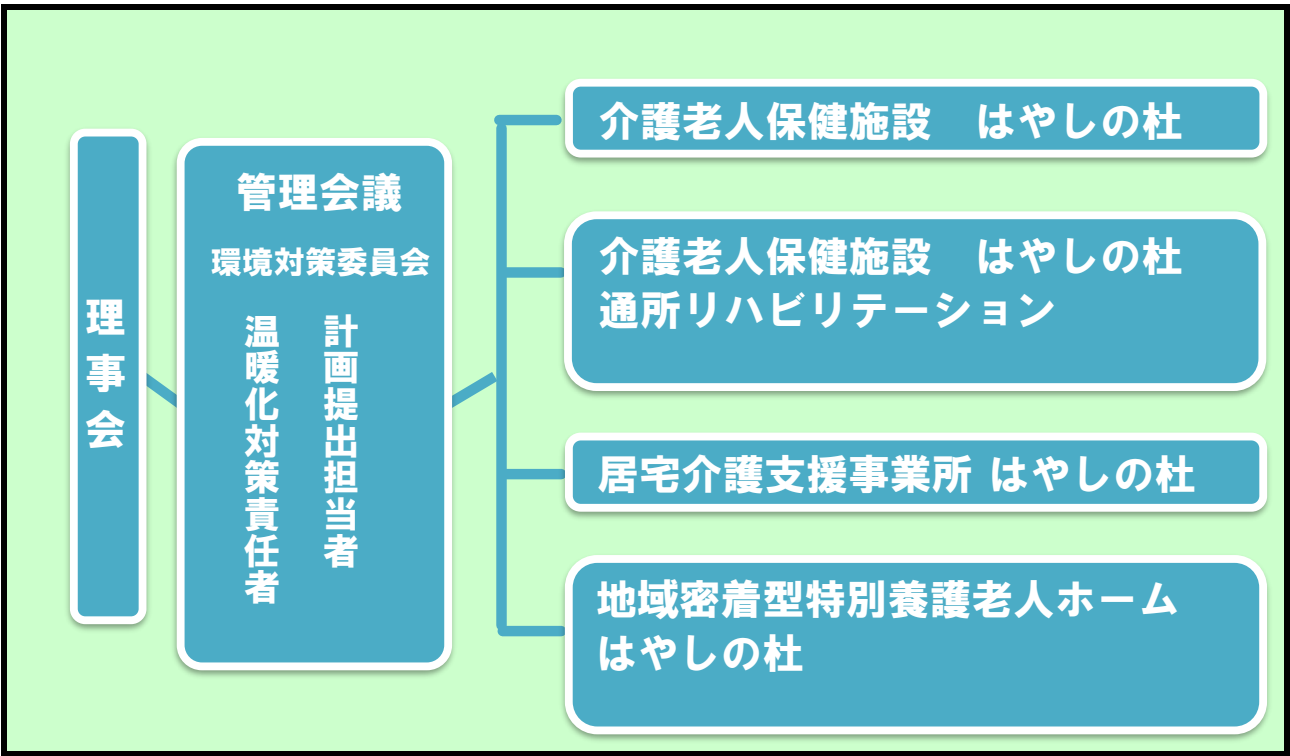 理事会
管理会議
環境対策委員会
計画提出担当者
温暖化対策責任者
介護老人保健施設　はやしの杜
介護老人保健施設　はやしの杜
通所リハビリテーション
居宅介護支援事業所 はやしの杜
地域密着型特別養護老人ホーム
はやしの杜